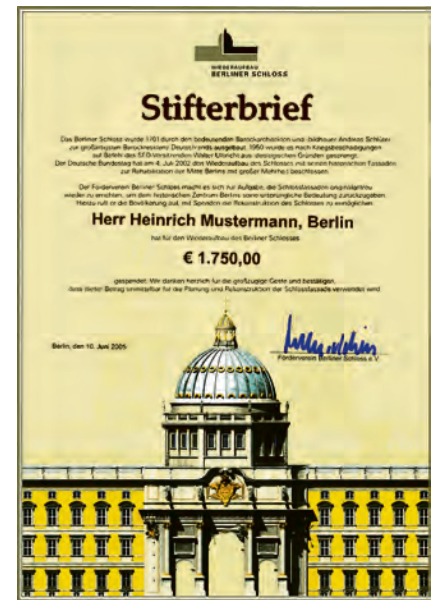 WIEDERAUFBAU
BERLINER SCHLOSS
Stifterbrief
Das Berliner Schloss wurde 1701 durch den bedeutenden Barockarchitekten und -bildhauer Andreas Schlüter
zur großartigsten Barockresidenz Deutschlands ausgebaut. 1950 wurde es nach Kriegsbeschädigungen
auf Befehl des SED-Vorsitzenden Walter Ulbricht aus ideologischen Gründen gesprengt.
Der Deutsche Bundestag hat am 4. Juli 2002 den Wiederaufbau des Schlosses mit seinen historischen Fassaden
zur Rehabilitation der Mitte Berlins mit großer Mehrheit beschlossen.
Der Förderverein Berliner Schloss macht es sich zur Aufgabe, die Schlossfassaden originalgetreu
wieder zu errichten, um dem historischen Zentrum Berlins seine ursprüngliche Bedeutung zurückzugeben.
Hierzu ruft er die Bevölkerung auf, mit Spenden die Rekonstruktion des Schlosses zu ermöglichen.
Herr Heinrich Mustermann, Berlin
hat für den Wiederaufbau des Berliner Schlosses
€ 1.750,00
gespendet. Wir danken herzlich für die großzügige Geste und bestätigen,
dass dieser Betrag unmittelbar für die Planung und Rekonstruktion der Schlossfassade verwendet wird.
Berlin, den 10. Juni 2005
Förderverein Berliner Schloss e.V.